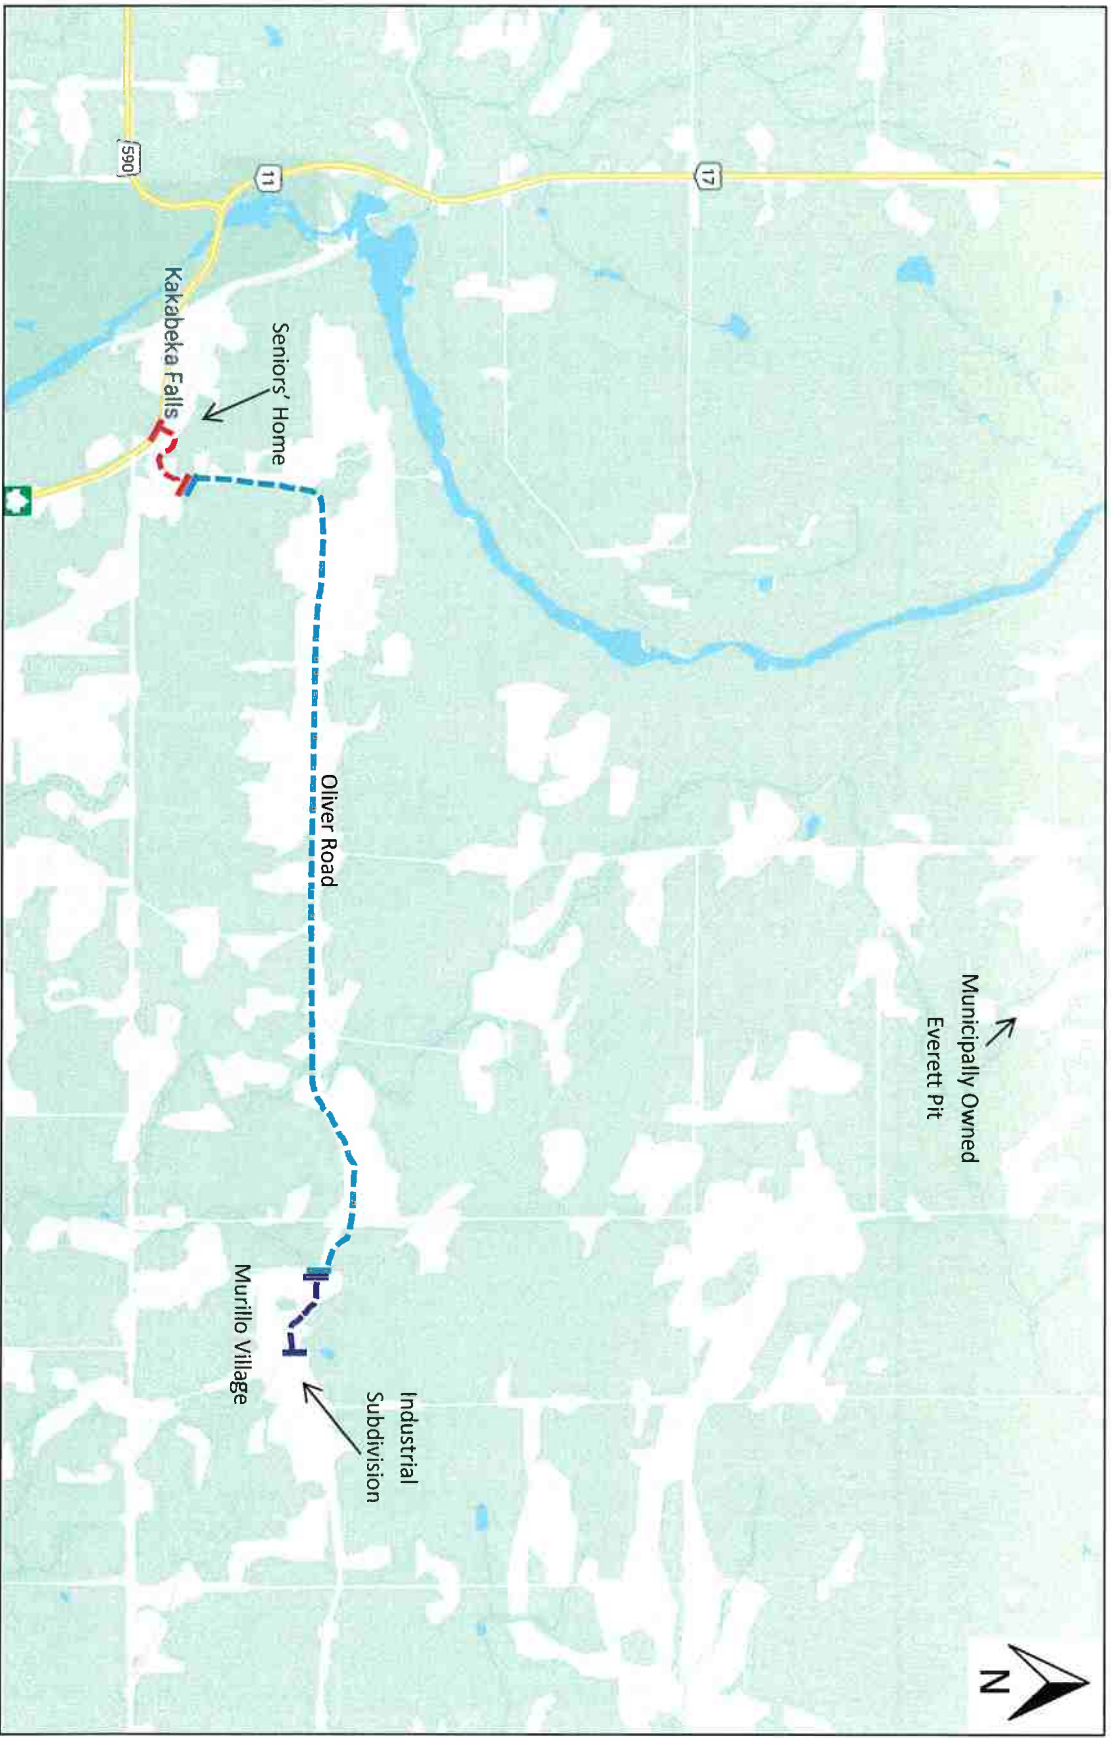 N
Municipally Owned
Everett Pit
17
11
590
Kakabeka Falls
Seniors' Home
Oliver Road
Industrial
Subdivision
Murillo Village